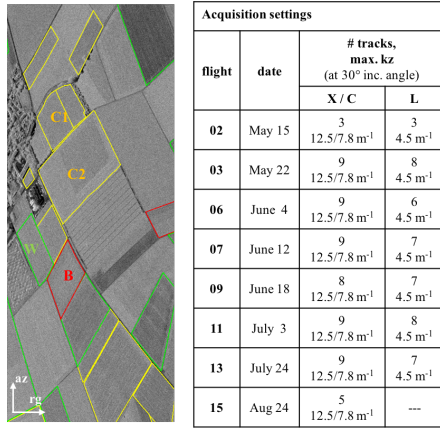 C1
C2
W
B
az
rg
Acquisition settings
flight
date
# tracks,
max. kz
(at 30° inc. angle)
X / C
L
02
May 15
3
12.5/7.8 m-1
3
4.5 m-1
03
May 22
9
12.5/7.8 m-1
8
4.5 m-1
06
June 4
9
12.5/7.8 m-1
6
4.5 m-1
07
June 12
9
12.5/7.8 m-1
7
4.5 m-1
09
June 18
8
12.5/7.8 m-1
7
4.5 m-1
11
July 3
9
12.5/7.8 m-1
8
4.5 m-1
13
July 24
9
12.5/7.8 m-1
7
4.5 m-1
15
Aug 24
5
12.5/7.8 m-1
---